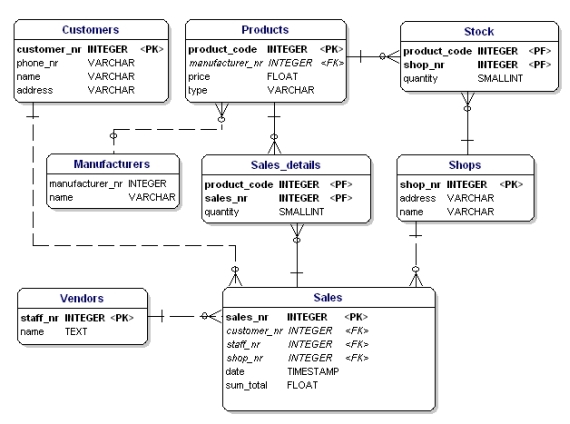 Customers
customer_nr INTEGER <PK>
phone_nr VARCHAR
name VARCHAR
address VARCHAR
Products
product_code INTEGER <PK>
manufacturer_nr INTEGER <FK>
price FLOAT
type VARCHAR
Stock
product_code INTEGER <PF>
shop_nr INTEGER <PF>
quantity SMALLINT
Manufacturers
manufacturer_nr INTEGER
name VARCHAR
Sales_details
product_code INTEGER <PF>
sales_nr INTEGER <PF>
quantity SMALLINT
Shops
shop_nr INTEGER <PK>
address VARCHAR
name VARCHAR
Vendors
staff_nr INTEGER <PK>
name TEXT
Sales
sales_nr INTEGER <PK>
customer_nr INTEGER <FK>
staff_nr INTEGER <FK>
shop_nr INTEGER <FK>
date TIMESTAMP
sum_total FLOAT